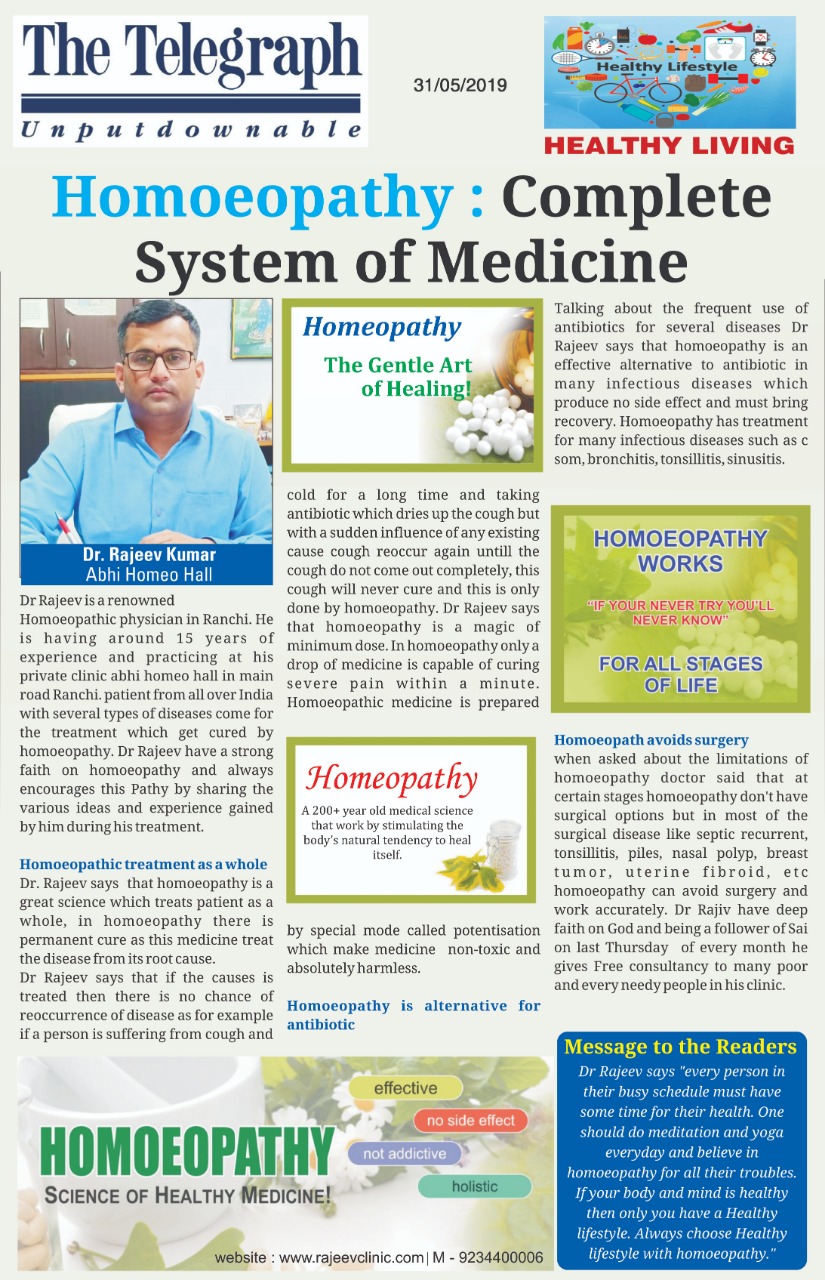 The Telegraph
Unputdownable
31/05/2019
Healthy Lifestyle
HEALTHY LIVING
Homoeopathy : Complete
System of Medicine
Dr. Rajeev Kumar
Abhi Homeo Hall
Dr Rajeev is a renowned
Homoeopathic physician in Ranchi. He
is having around 15 years of
experience and practicing at his
private clinic abhi homeo hall in main
road Ranchi. patient from all over India
with several types of diseases come for
the treatment which get cured by
homoeopathy. Dr Rajeev have a strong
faith on homoeopathy and always
encourages this Pathy by sharing the
various ideas and experience gained
by him during his treatment.
Homoeopathic treatment as a whole
Dr. Rajeev says that homoeopathy is a
great science which treats patient as a
whole, in homoeopathy there is
permanent cure as this medicine treat
the disease from its root cause.
Dr Rajeev says that if the causes is
treated then there is no chance of
reoccurrence of disease as for example
if a person is suffering from cough and
Homeopathy
The Gentle Art
of Healing!
cold for a long time and taking
antibiotic which dries up the cough but
with a sudden influence of any existing
cause cough reoccur again untill the
cough do not come out completely, this
cough will never cure and this is only
done by homoeopathy. Dr Rajeev says
that homoeopathy is a magic of
minimum dose. In homoeopathy only a
drop of medicine is capable of curing
severe pain within a minute.
Homoeopathic medicine is prepared
Homeopathy
A 200+ year old medical science
that work by stimulating the
body's natural tendency to heal
itself.
by special mode called potentisation
which make medicine non-toxic and
absolutely harmless.
Homoeopathy is alternative for
antibiotic
Talking about the frequent use of
antibiotics for several diseases Dr
Rajeev says that homoeopathy is an
effective alternative to antibiotic in
many infectious diseases which
produce no side effect and must bring
recovery. Homoeopathy has treatment
for many infectious diseases such as c
som, bronchitis, tonsillitis, sinusitis.
HOMOEOPATHY
WORKS
"IF YOUR NEVER TRY YOU'LL
NEVER KNOW"
FOR ALL STAGES
OF LIFE
Homoeopath avoids surgery
when asked about the limitations of
homoeopathy doctor said that at
certain stages homoeopathy don't have
surgical options but in most of the
surgical disease like septic recurrent,
tonsillitis, piles, nasal polyp, breast
tumor, uterine fibroid, etc
homoeopathy can avoid surgery and
work accurately. Dr Rajiv have deep
faith on God and being a follower of Sai
on last Thursday of every month he
gives Free consultancy to many poor
and every needy people in his clinic.
HOMOEOPATHY
SCIENCE OF HEALTHY MEDICINE!
effective
no side effect
not addictive
holistic
website : www.rajeevclinic.com| M - 9234400006
Message to the Readers
Dr Rajeev says "every person in
their busy schedule must have
some time for their health. One
should do meditation and yoga
everyday and believe in
homoeopathy for all their troubles.
If your body and mind is healthy
then only you have a Healthy
lifestyle. Always choose Healthy
lifestyle with homoeopathy."